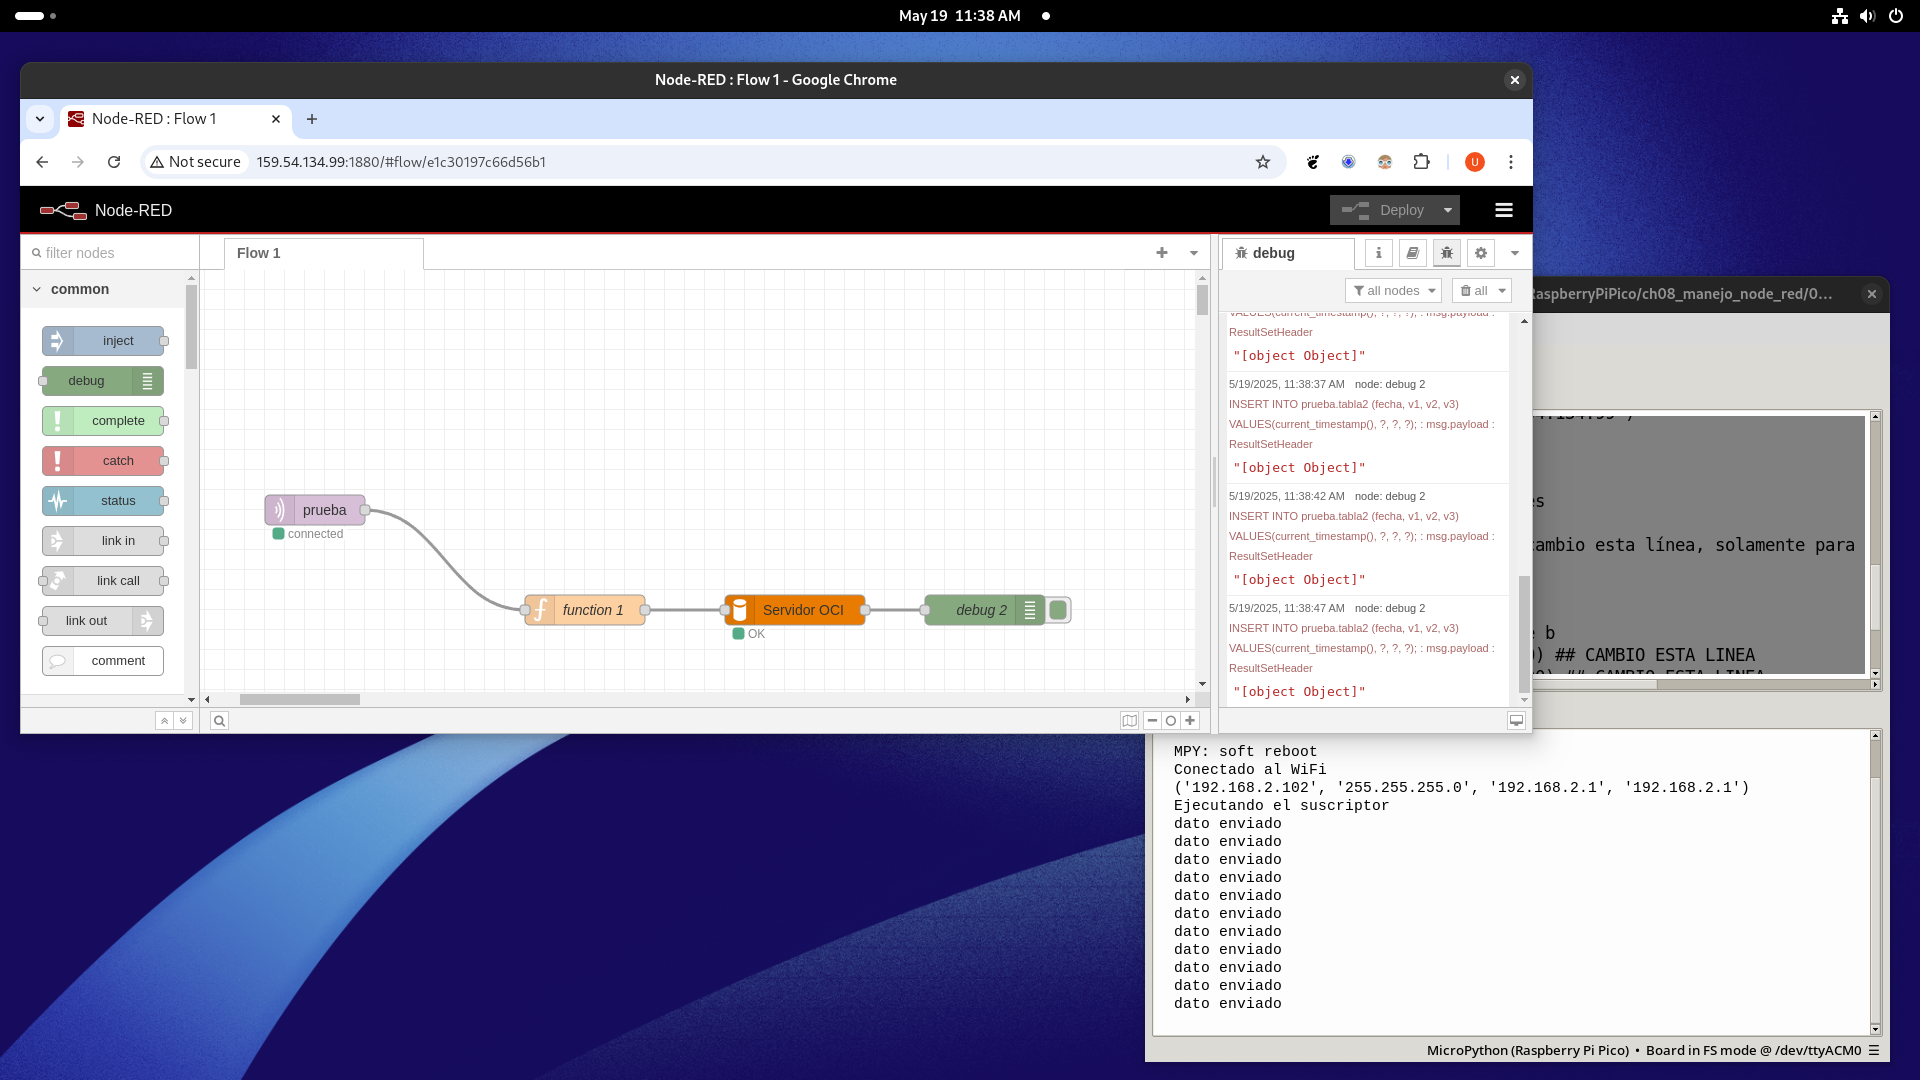 May 19 11:38 AM
Node-RED : Flow 1 - Google Chrome
Node-RED : Flow 1
Not secure
159.54.134.99:1880/#flow/e1c30197c66d56b1
U
Node-RED
Deploy
filter nodes
Flow 1
debug
common
all nodes
all
inject
debug
complete
catch
status
link in
link call
link out
comment
prueba
connected
function 1
Servidor OCI
OK
debug 2
VALUES(current_timestamp(), ?, ?, ?); : msg.payload :
ResultSetHeader
"[object Object]"
5/19/2025, 11:38:37 AM node: debug 2
INSERT INTO prueba.tabla2 (fecha, v1, v2, v3)
VALUES(current_timestamp(), ?, ?, ?); : msg.payload :
ResultSetHeader
"[object Object]"
5/19/2025, 11:38:42 AM node: debug 2
INSERT INTO prueba.tabla2 (fecha, v1, v2, v3)
VALUES(current_timestamp(), ?, ?, ?); : msg.payload :
ResultSetHeader
"[object Object]"
5/19/2025, 11:38:47 AM node: debug 2
INSERT INTO prueba.tabla2 (fecha, v1, v2, v3)
VALUES(current_timestamp(), ?, ?, ?); : msg.payload :
ResultSetHeader
"[object Object]"
RaspberryPiPico/ch08_manejo_node_red/0...
es
cambio esta línea, solamente para
b
) ## CAMBIO ESTA LINEA
## CAMBIO ESTA LINEA
MPY: soft reboot
Conectado al WiFi
('192.168.2.102', '255.255.255.0', '192.168.2.1', '192.168.2.1')
Ejecutando el suscriptor
dato enviado
dato enviado
dato enviado
dato enviado
dato enviado
dato enviado
dato enviado
dato enviado
dato enviado
dato enviado
dato enviado
MicroPython (Raspberry Pi Pico) • Board in FS mode @ /dev/ttyACM0